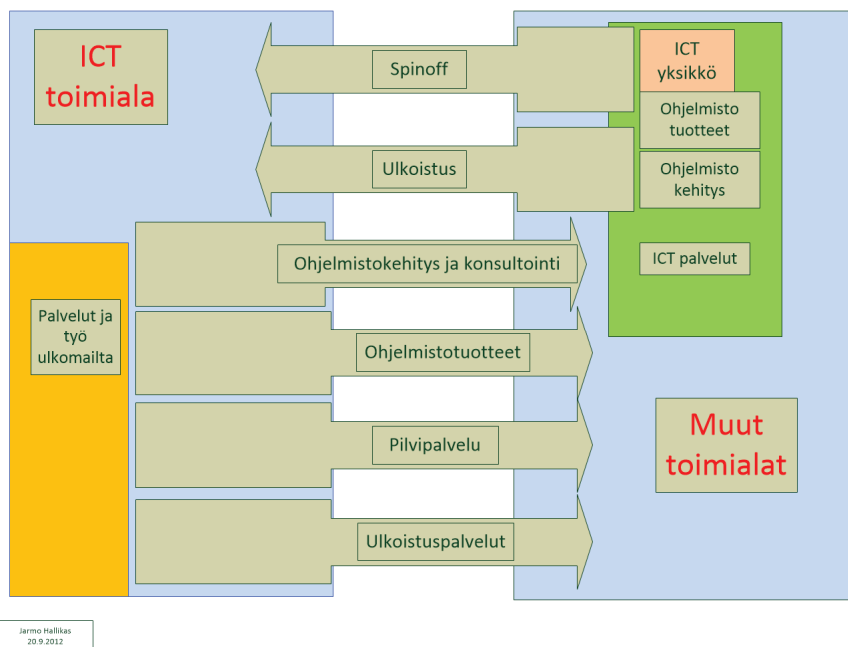 ICT
toimiala
Spinoff
ICT
yksikkö
Ohjelmisto
tuotteet
Ulkoistus
Ohjelmisto
kehitys
Ohjelmistokehitys ja konsultointi
ICT palvelut
Palvelut ja
työ
ulkomailta
Ohjelmistotuotteet
Pilvipalvelu
Muut
toimialat
Ulkoistuspalvelut
Jarmo Hallikas
20.9.2012